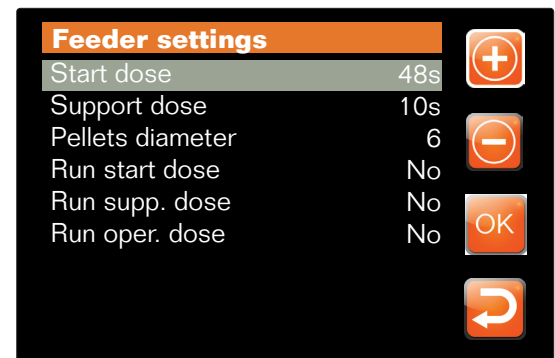 Feeder settings
Start dose 48s
Support dose 10s
Pellets diameter 6
Run start dose No
Run supp. dose No
Run oper. dose No
OK